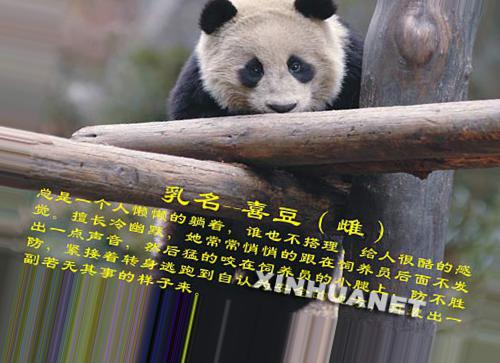 乳名--喜豆（雌）
总是一个人懒懒的躺着，谁也不搭理，给人很酷的感
觉。擅长冷幽默，她常常悄悄的跟在饲养员后面不发
出一点声音，然后猛的咬在饲养员的小腿上，防不胜
防，紧接着转身逃跑到自认 出一
副若无其事的样子来。
XINHUANET